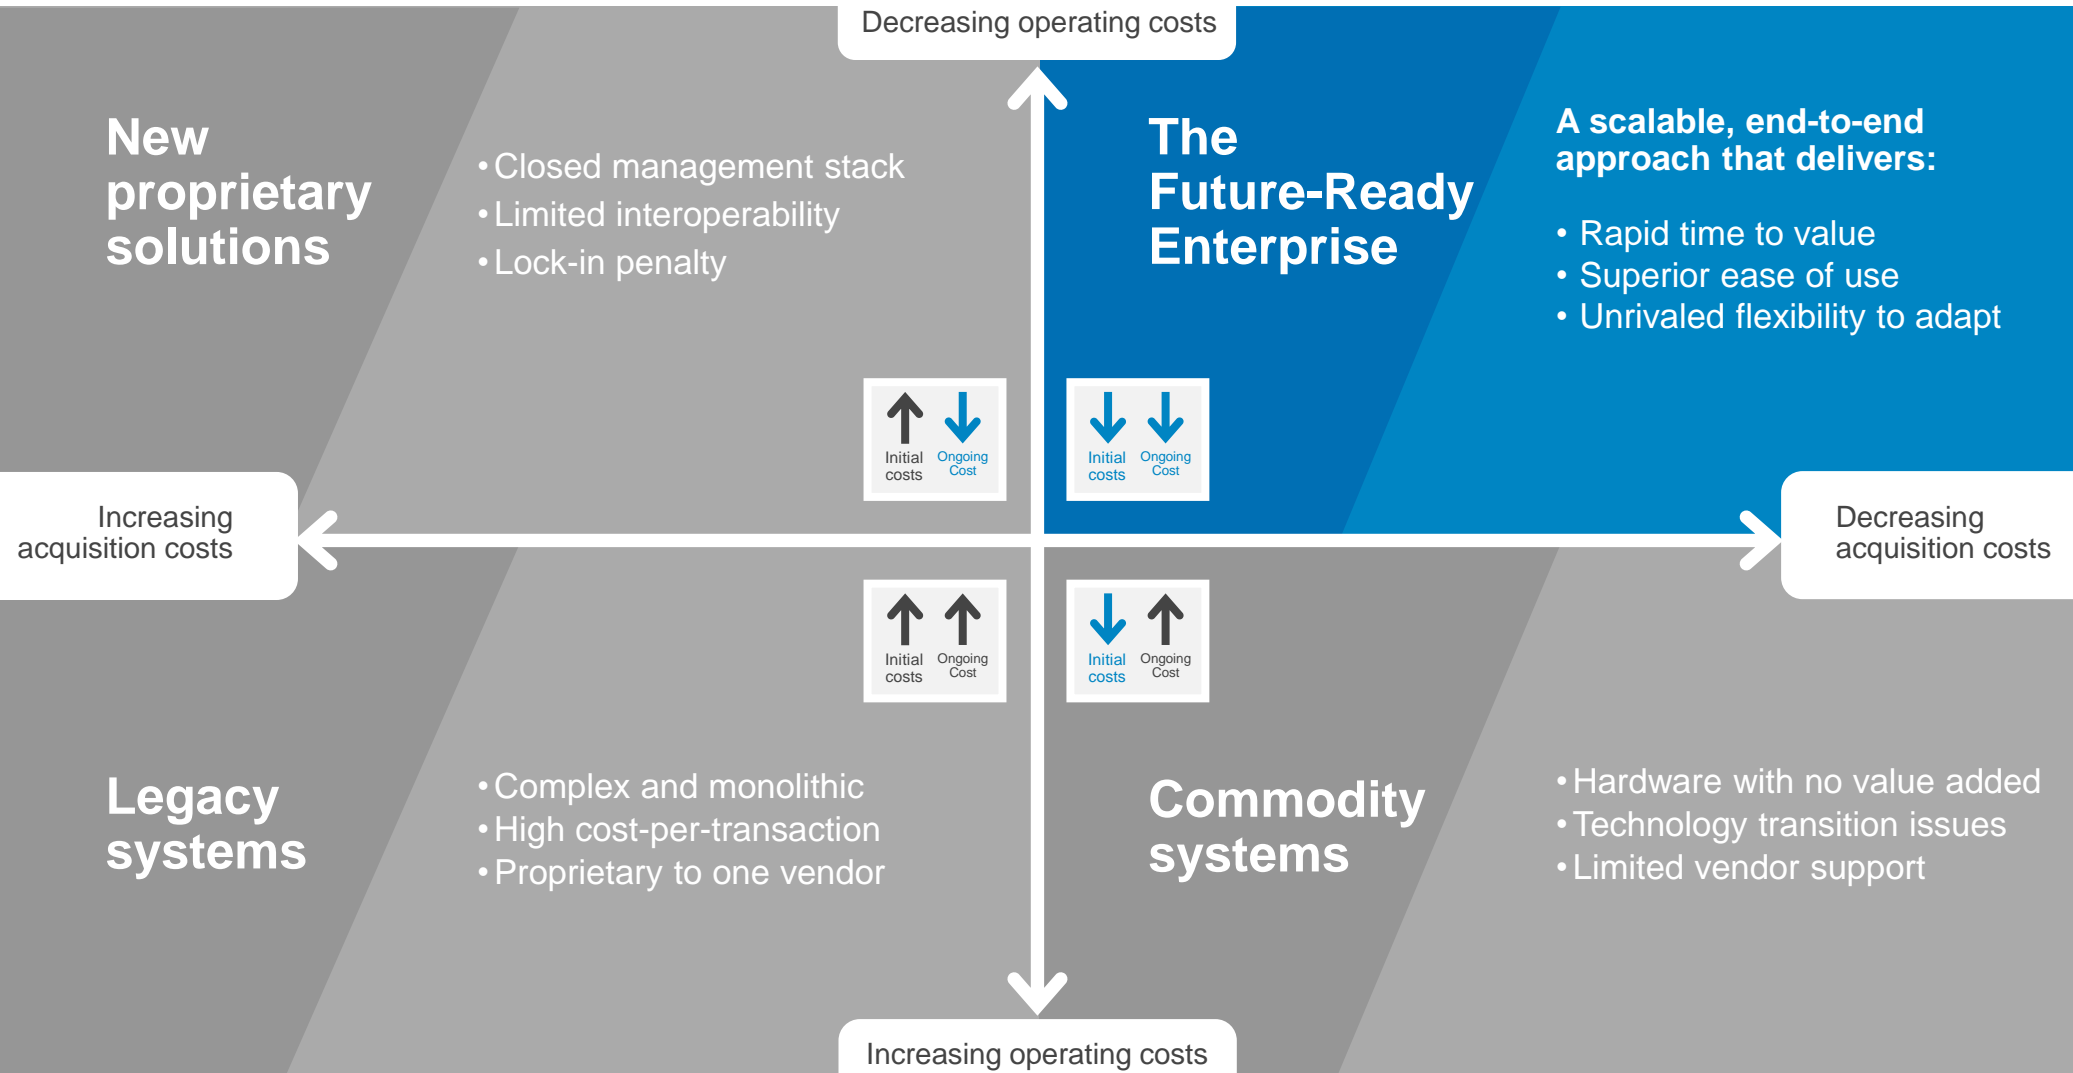 Decreasing operating costs
New
proprietary
solutions
• Closed management stack
• Limited interoperability
• Lock-in penalty
Initial
costs
Ongoing
Cost
The
Future-Ready
Enterprise
A scalable, end-to-end
approach that delivers:
• Rapid time to value
• Superior ease of use
• Unrivaled flexibility to adapt
Initial
costs
Ongoing
Cost
Increasing
acquisition costs
Decreasing
acquisition costs
Initial
costs
Ongoing
Cost
Legacy
systems
• Complex and monolithic
• High cost-per-transaction
• Proprietary to one vendor
Initial
costs
Ongoing
Cost
Commodity
systems
• Hardware with no value added
• Technology transition issues
• Limited vendor support
Increasing operating costs